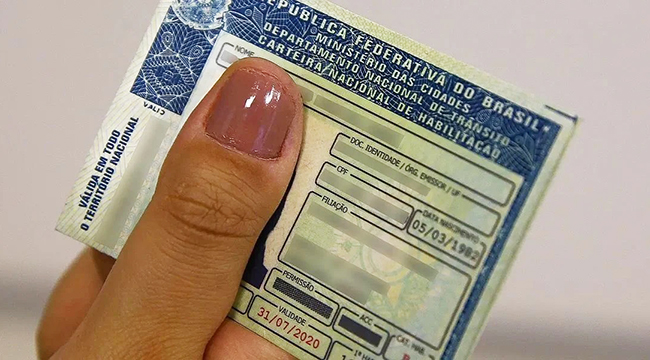 REPÚBLICA FEDERATIVA DO BRASIL
MINISTÉRIO DAS CIDADES
DEPARTAMENTO NACIONAL DE TRÂNSITO
CARTEIRA NACIONAL DE HABILITAÇÃO
NOME
VÁLIDA EM TODO
O TERRITÓRIO NACIONAL
DOC. IDENTIDADE / ÓRG. EMISSOR / UF
CPF
DATA NASCIMENTO
05/03/1982
FILIAÇÃO
PERMISSÃO
ACC
CAT. HAB.
VALIDADE
31/07/2020